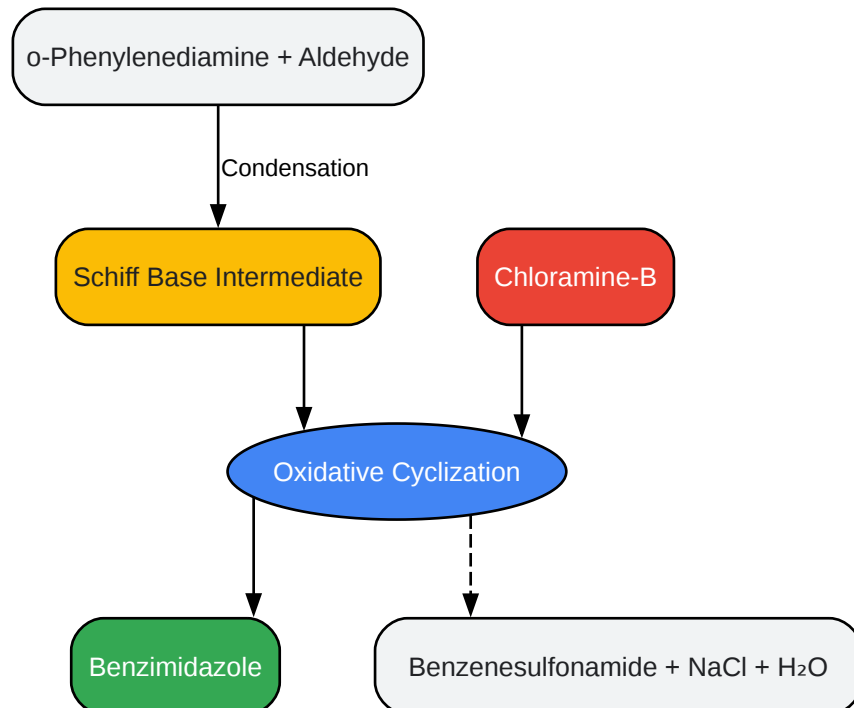 o-Phenylenediamine + Aldehyde
Condensation
Schiff Base Intermediate
Chloramine-B
Oxidative Cyclization
Benzimidazole
Benzenesulfonamide + NaCl + H₂O